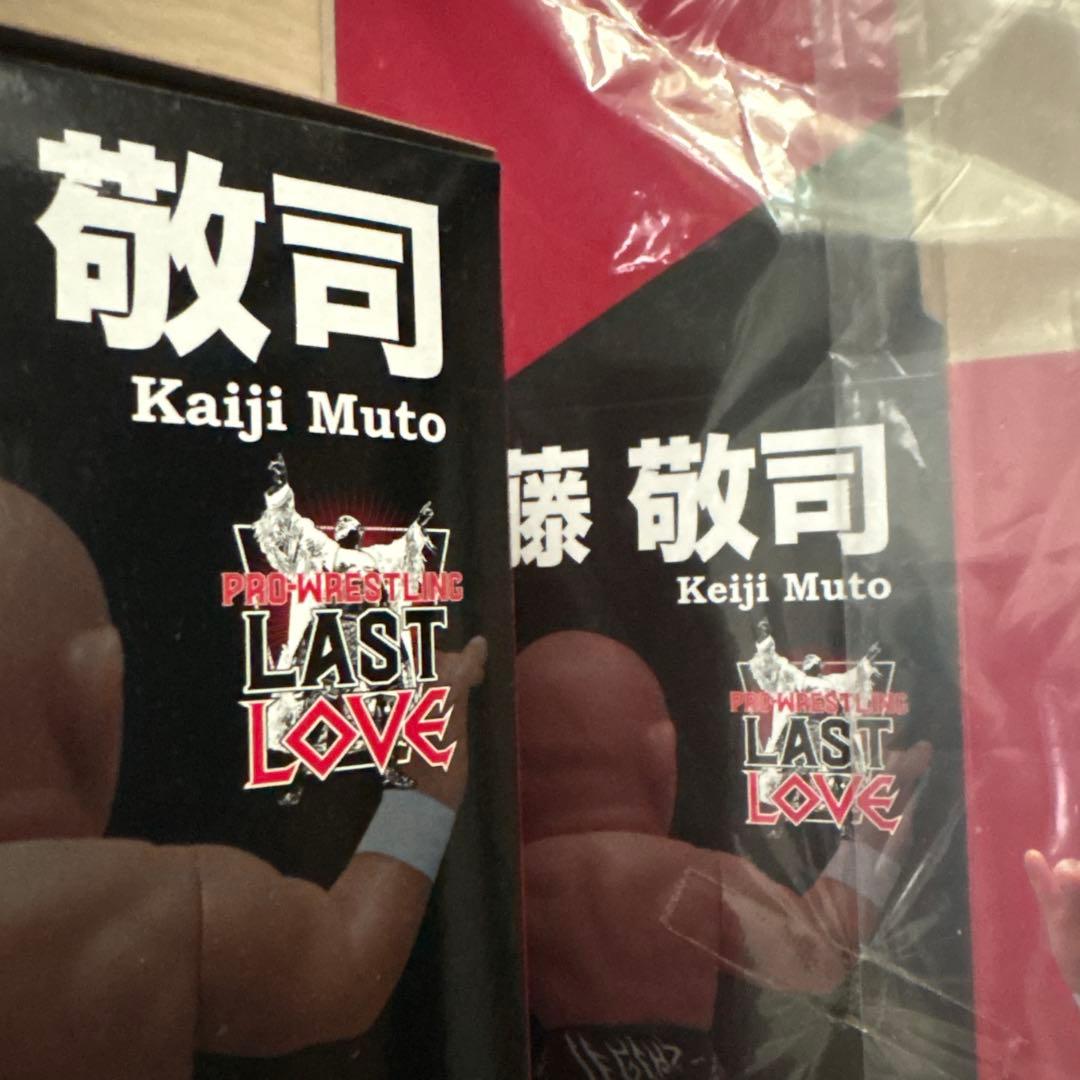 敬司
Kaiji Muto
PRO-WRESTLING
LAST
LOVE
藤 敬司
Keiji Muto
PRO-WRESTLING
LAST
LOVE